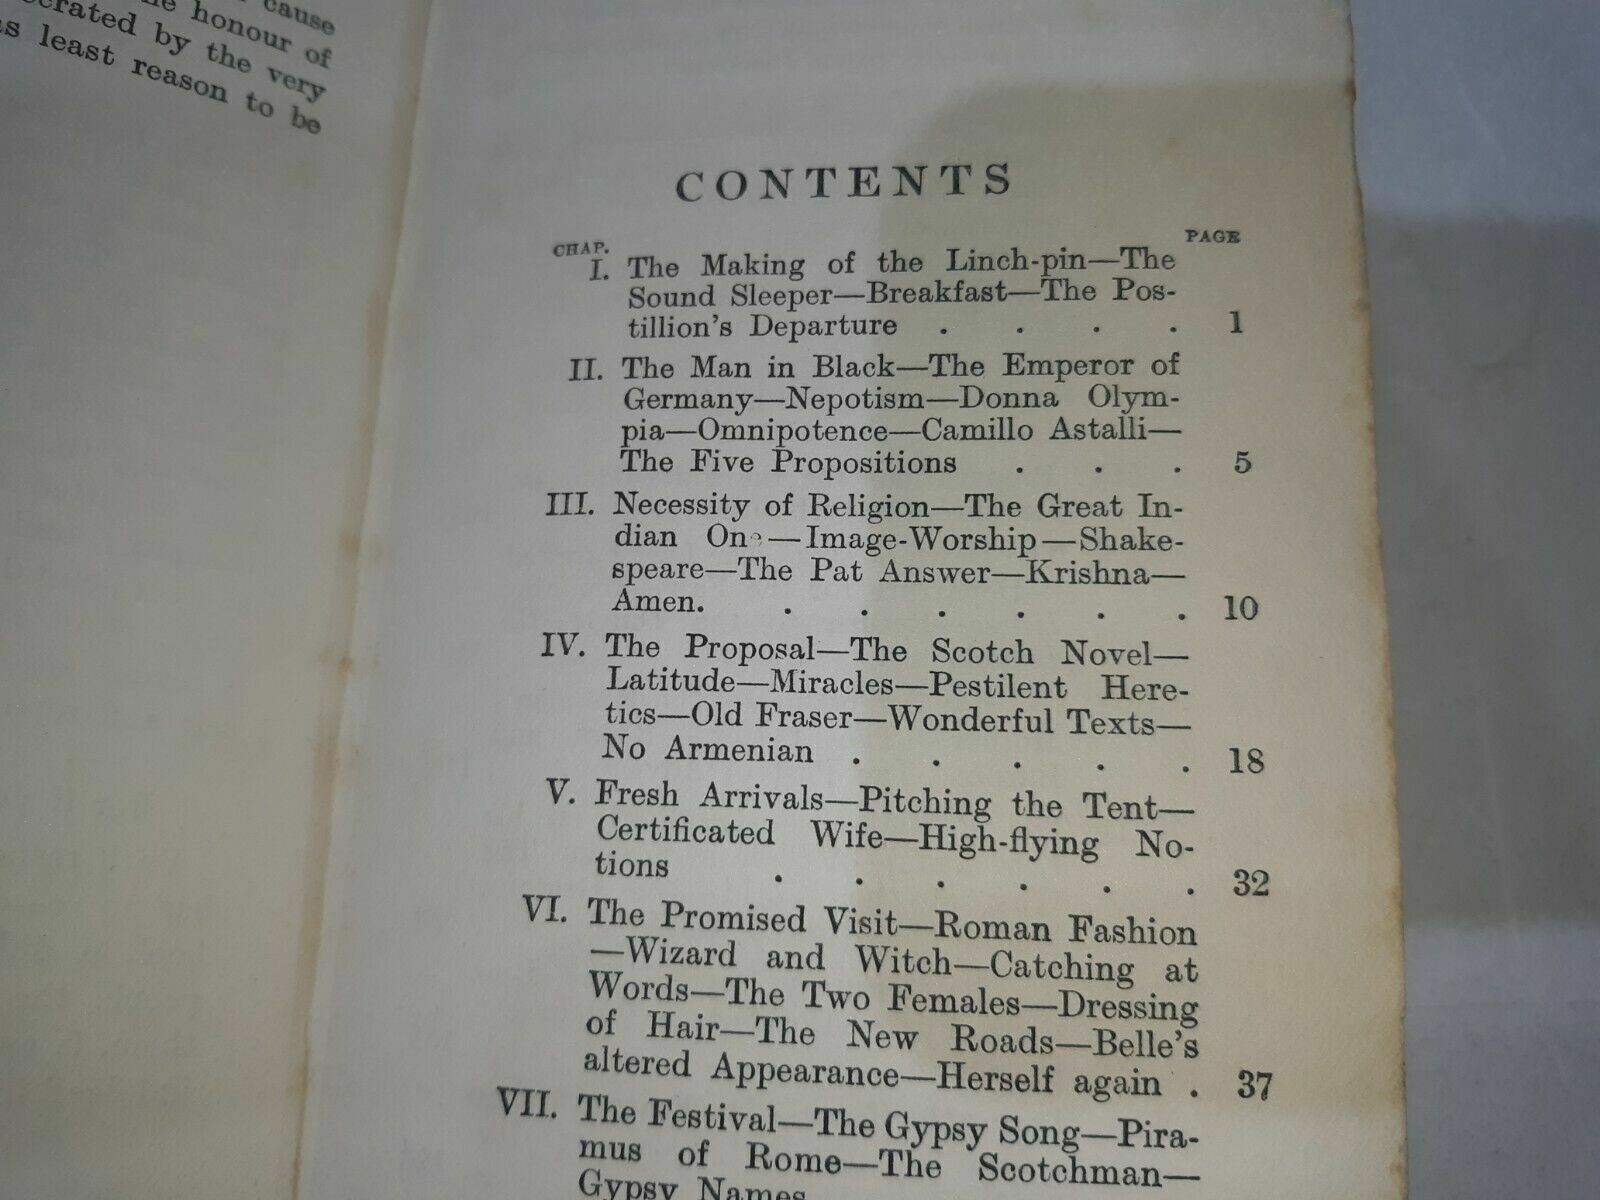 cause
honour of
by the very
least reason to be
CONTENTS
CHAP. PAGE
I. The Making of the Linch-pin—The
Sound Sleeper—Breakfast—The Pos-
tillion's Departure . . . . 1
II. The Man in Black—The Emperor of
Germany—Nepotism—Donna Olym-
pia—Omnipotence—Camillo Astalli—
The Five Propositions . . . 5
III. Necessity of Religion—The Great In-
dian One—Image-Worship—Shake-
speare—The Pat Answer—Krishna—
Amen. . . . . . . 10
IV. The Proposal—The Scotch Novel—
Latitude—Miracles—Pestilent Here-
tics—Old Fraser—Wonderful Texts—
No Armenian . . . . . 18
V. Fresh Arrivals—Pitching the Tent—
Certificated Wife—High-flying No-
tions . . . . . . 32
VI. The Promised Visit—Roman Fashion
—Wizard and Witch—Catching at
Words—The Two Females—Dressing
of Hair—The New Roads—Belle's
altered Appearance—Herself again . 37
VII. The Festival—The Gypsy Song—Pira-
mus of Rome—The Scotchman—
Gypsy Names